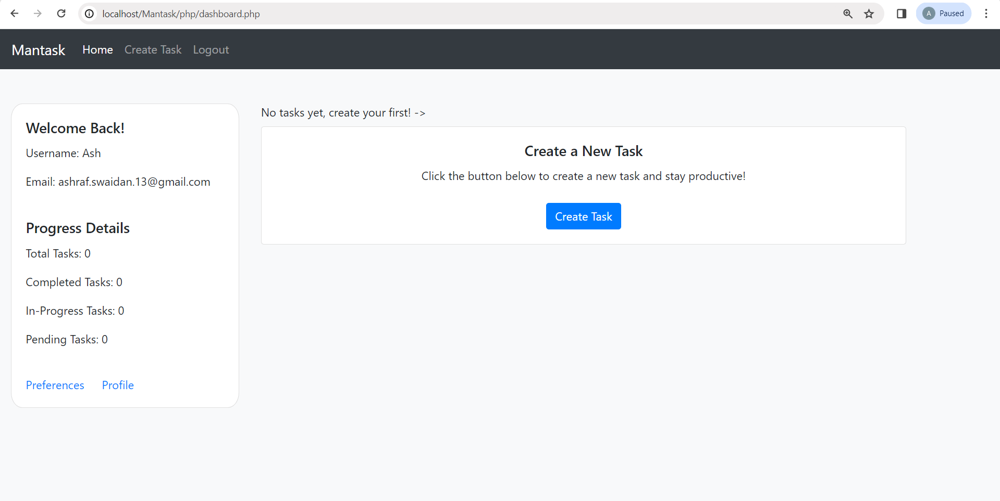 localhost/Mantask/php/dashboard.php
A Paused
Mantask Home Create Task Logout
Welcome Back!
Username: Ash
Email: ashraf.swaidan.13@gmail.com
Progress Details
Total Tasks: 0
Completed Tasks: 0
In-Progress Tasks: 0
Pending Tasks: 0
Preferences Profile
No tasks yet, create your first! ->
Create a New Task
Click the button below to create a new task and stay productive!
Create Task